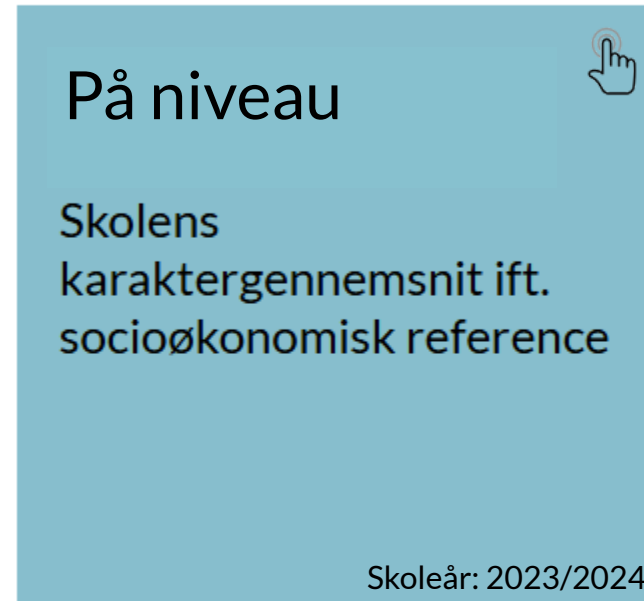 På niveau
Skolens
karaktergennemsnit ift.
socioøkonomisk reference
Skoleår: 2023/2024